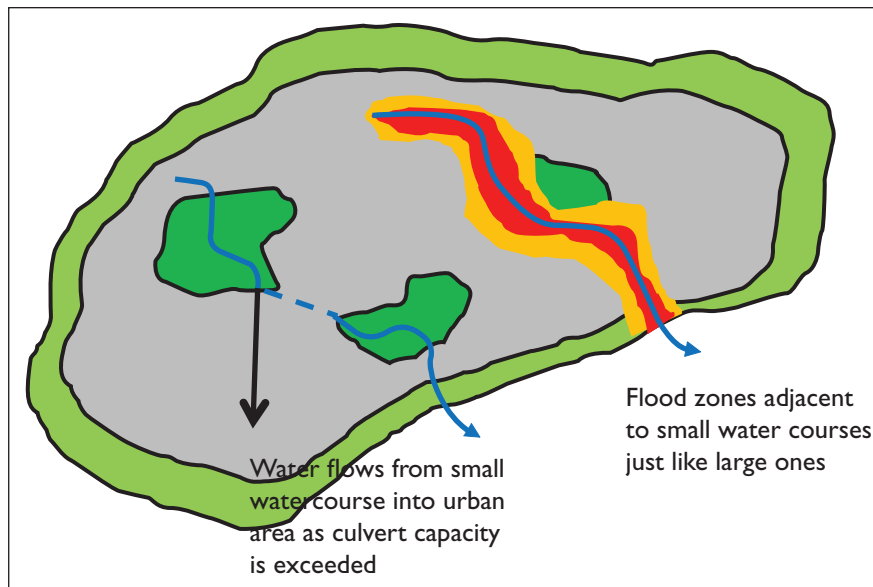 Flood zones adjacent
to small water courses
just like large ones
Water flows from small
watercourse into urban
area as culvert capacity
is exceeded